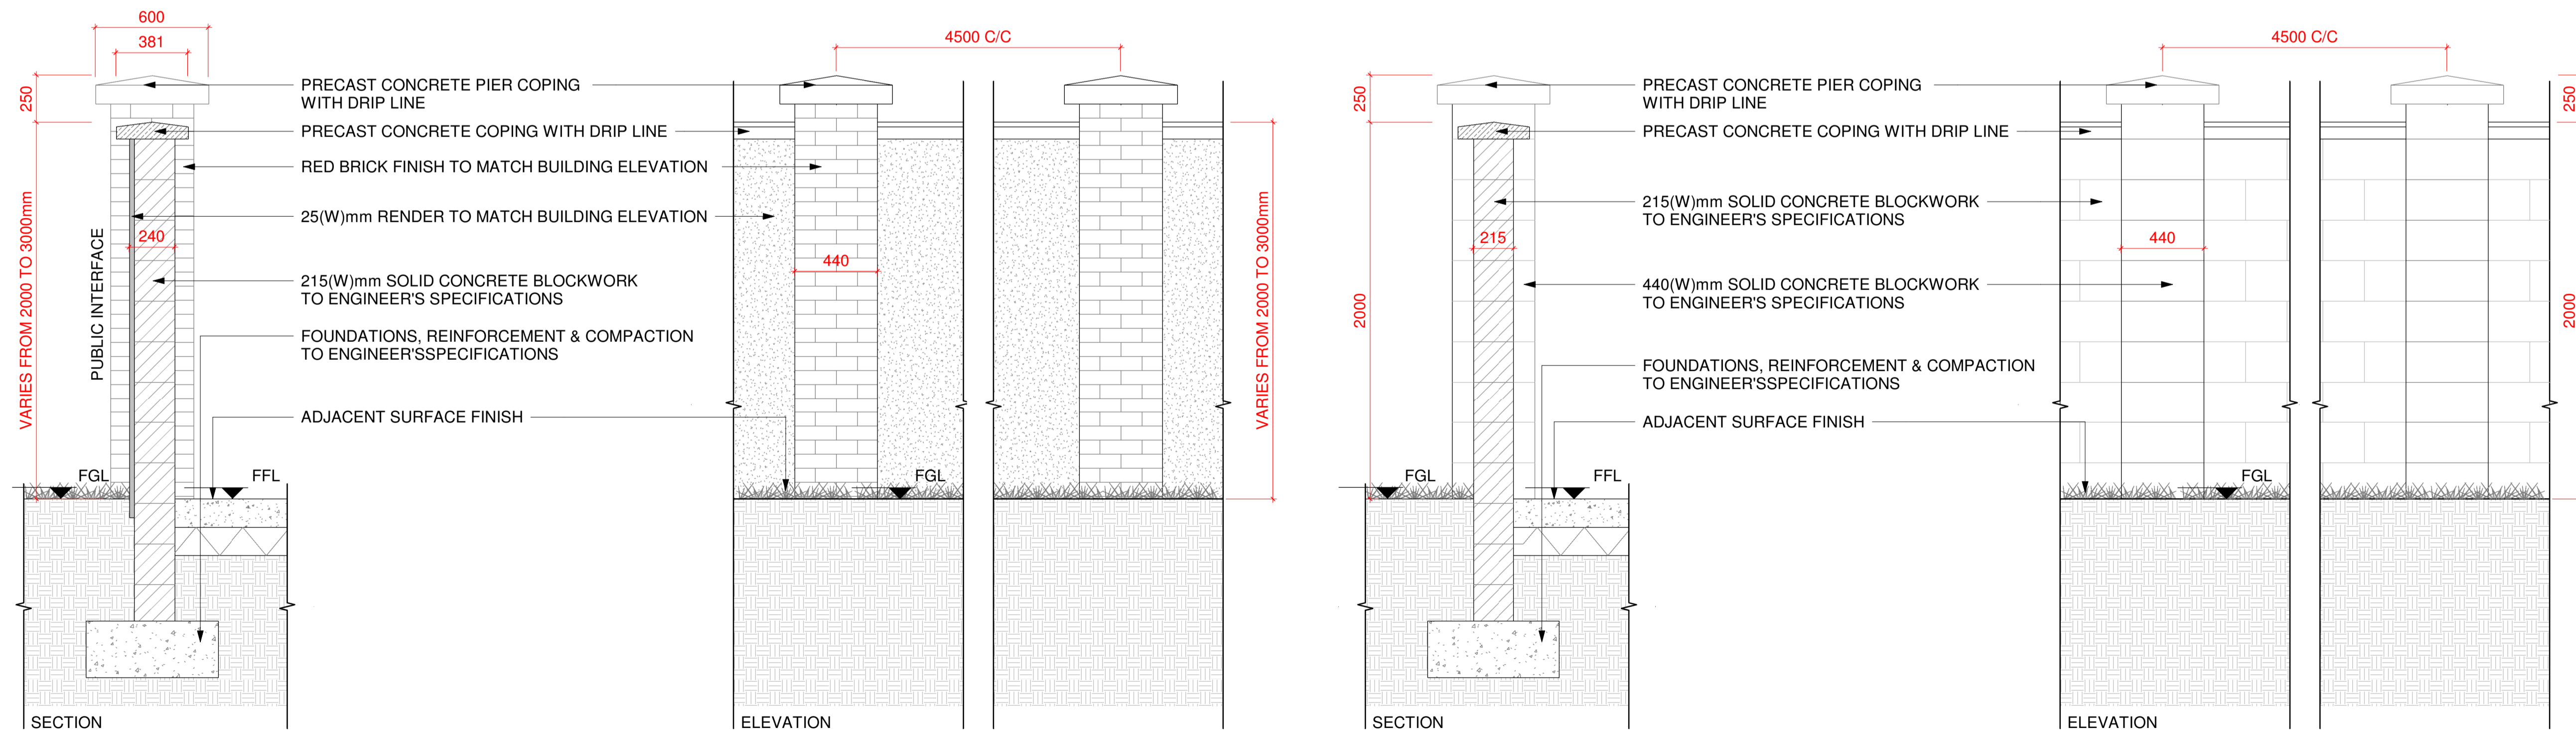 600
381
250
VARIES FROM 2000 TO 3000mm
PUBLIC INTERFACE
240
FGL
FFL
SECTION
PRECAST CONCRETE PIER COPING
WITH DRIP LINE
PRECAST CONCRETE COPING WITH DRIP LINE
RED BRICK FINISH TO MATCH BUILDING ELEVATION
25(W)mm RENDER TO MATCH BUILDING ELEVATION
215(W)mm SOLID CONCRETE BLOCKWORK
TO ENGINEER'S SPECIFICATIONS
FOUNDATIONS, REINFORCEMENT & COMPACTION
TO ENGINEER'SSPECIFICATIONS
ADJACENT SURFACE FINISH
4500 C/C
440
FGL
VARIES FROM 2000 TO 3000mm
ELEVATION
250
2000
215
FGL
FFL
SECTION
PRECAST CONCRETE PIER COPING
WITH DRIP LINE
PRECAST CONCRETE COPING WITH DRIP LINE
215(W)mm SOLID CONCRETE BLOCKWORK
TO ENGINEER'S SPECIFICATIONS
440(W)mm SOLID CONCRETE BLOCKWORK
TO ENGINEER'S SPECIFICATIONS
FOUNDATIONS, REINFORCEMENT & COMPACTION
TO ENGINEER'SSPECIFICATIONS
ADJACENT SURFACE FINISH
4500 C/C
440
FGL
250
2000
ELEVATION